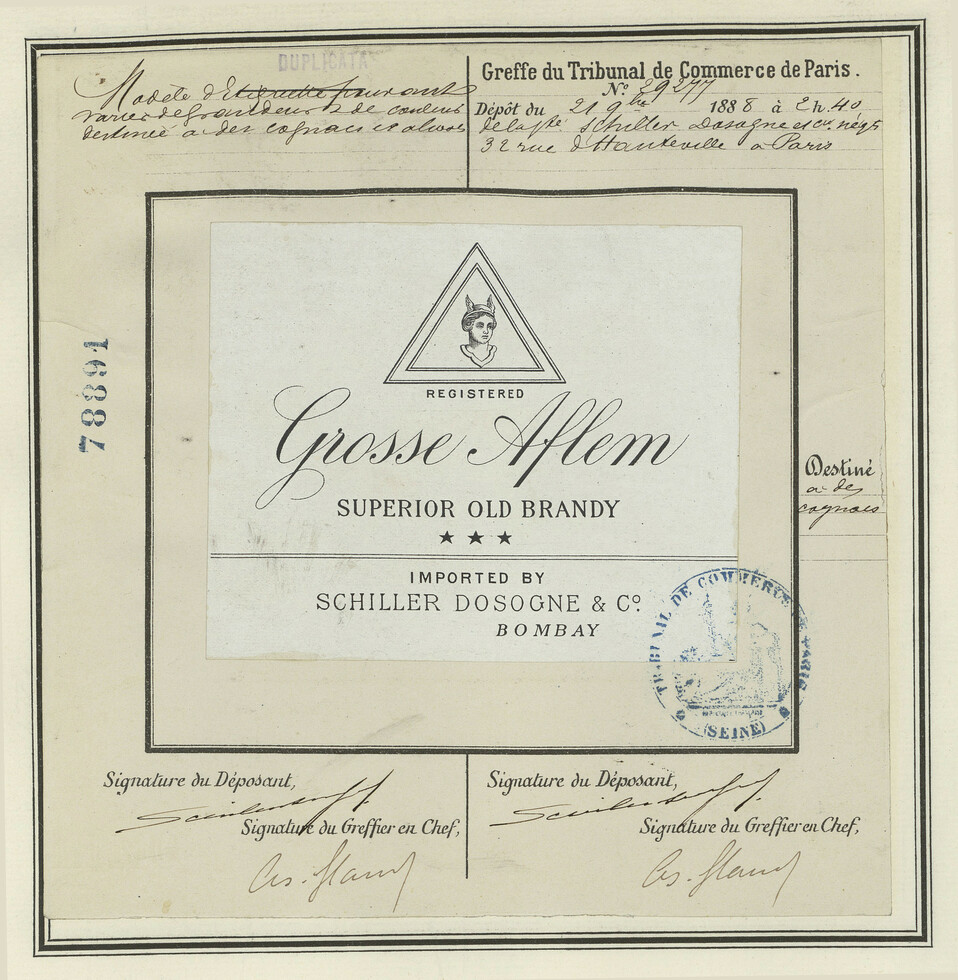 DUPLICATA
Modèle d'Etiquette pouvant
varier de grandeur & de couleur
destinée à des cognacs et alcools
Greffe du Tribunal de Commerce de Paris.
No. 29277
Dépôt du 21 9bre 1888 à 2h.40
de la Sté Schiller Dosogne et Cie négts
32 rue d'Hauteville à Paris
78891
REGISTERED
Grosse Aflem
SUPERIOR OLD BRANDY
★ ★ ★
IMPORTED BY
SCHILLER DOSOGNE & Co.
BOMBAY
Destiné
à des
cognacs
TRIBUNAL DE COMMERCE DE PARIS
(SEINE)
Signature du Déposant,
Signature du Greffier en Chef,
Signature du Déposant,
Signature du Greffier en Chef,